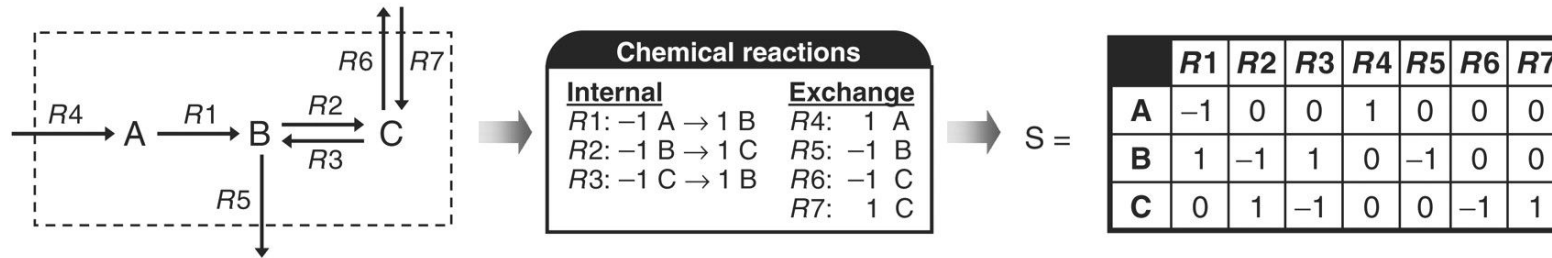 R4
A
R1
B
R2
R3
C
R6
R7
R5
Chemical reactions
Internal
R1: −1 A → 1 B
R2: −1 B → 1 C
R3: −1 C → 1 B
Exchange
R4: 1 A
R5: −1 B
R6: −1 C
R7: 1 C
S =
R1 R2 R3 R4 R5 R6 R7
A −1 0 0 1 0 0 0
B 1 −1 1 0 −1 0 0
C 0 1 −1 0 0 −1 1